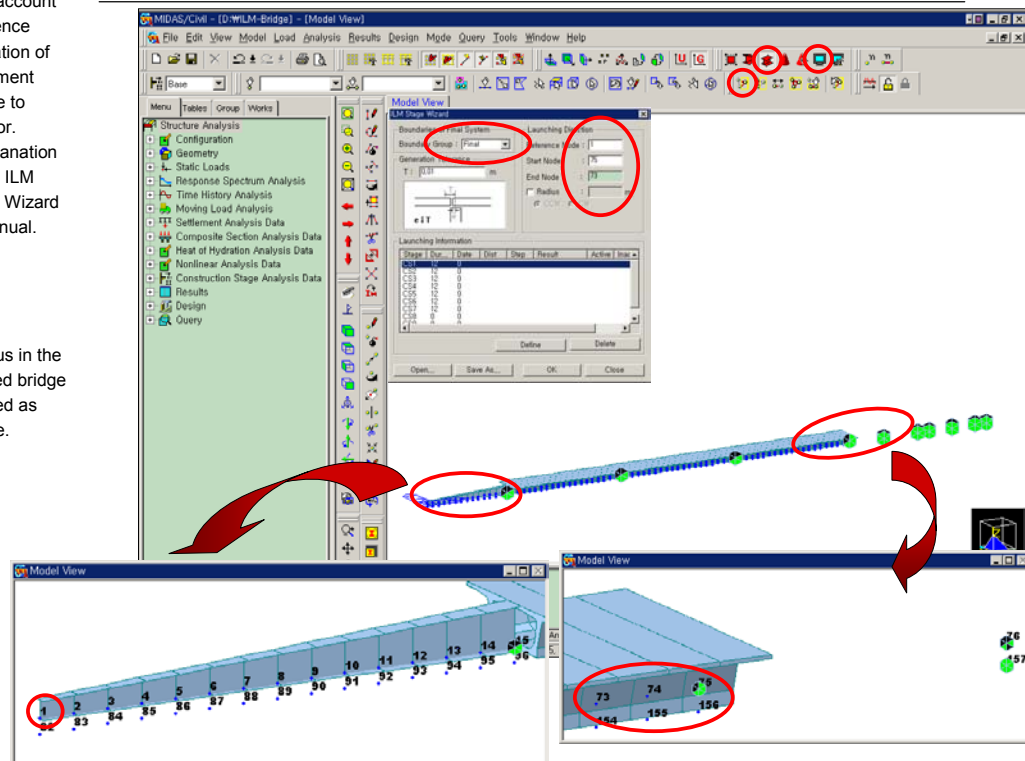 account
ence
ation of
ment
e to
or.
anation
ILM
Wizard
nual.
us in the
ed bridge
ed as
e.
MIDAS/Civil - [D:\ILM-Bridge] - [Model View]
File Edit View Model Load Analysis Results Design Mode Query Tools Window Help
Base
Menu Tables Group Works
Structure Analysis
Configuration
Geometry
Static Loads
Response Spectrum Analysis
Time History Analysis
Moving Load Analysis
Settlement Analysis Data
Composite Section Analysis Data
Heat of Hydration Analysis Data
Nonlinear Analysis Data
Construction Stage Analysis Data
Results
Design
Query
Model View
ILM Stage Wizard
Boundaries of Final System
Boundary Group : Final
T : 0.01 m
e≤T
Launching Direction
Reference Node : 1
Start Node : 75
End Node : 73
Radius : m
Launching Information
Stage Dur... Date Dist Step Result Active Inac
CS1 12 0
CS2 12 0
CS3 12 0
CS4 12 0
CS5 12 0
CS6 12 0
CS7 12 0
CS8 0 0
Define Delete
Open... Save As... OK Close
Model View
1 2 3 4 5 6 7 8 9 10 11 12 13 14 15
82 83 84 85 86 87 88 89 90 91 92 93 94 95 96
Model View
73 74 75
154 155 156
76
157